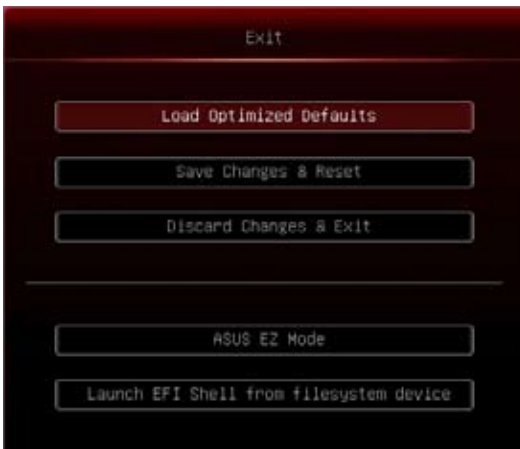 Exit
Load Optimized Defaults
Save Changes & Reset
Discard Changes & Exit
ASUS EZ Mode
Launch EFI Shell from filesystem device